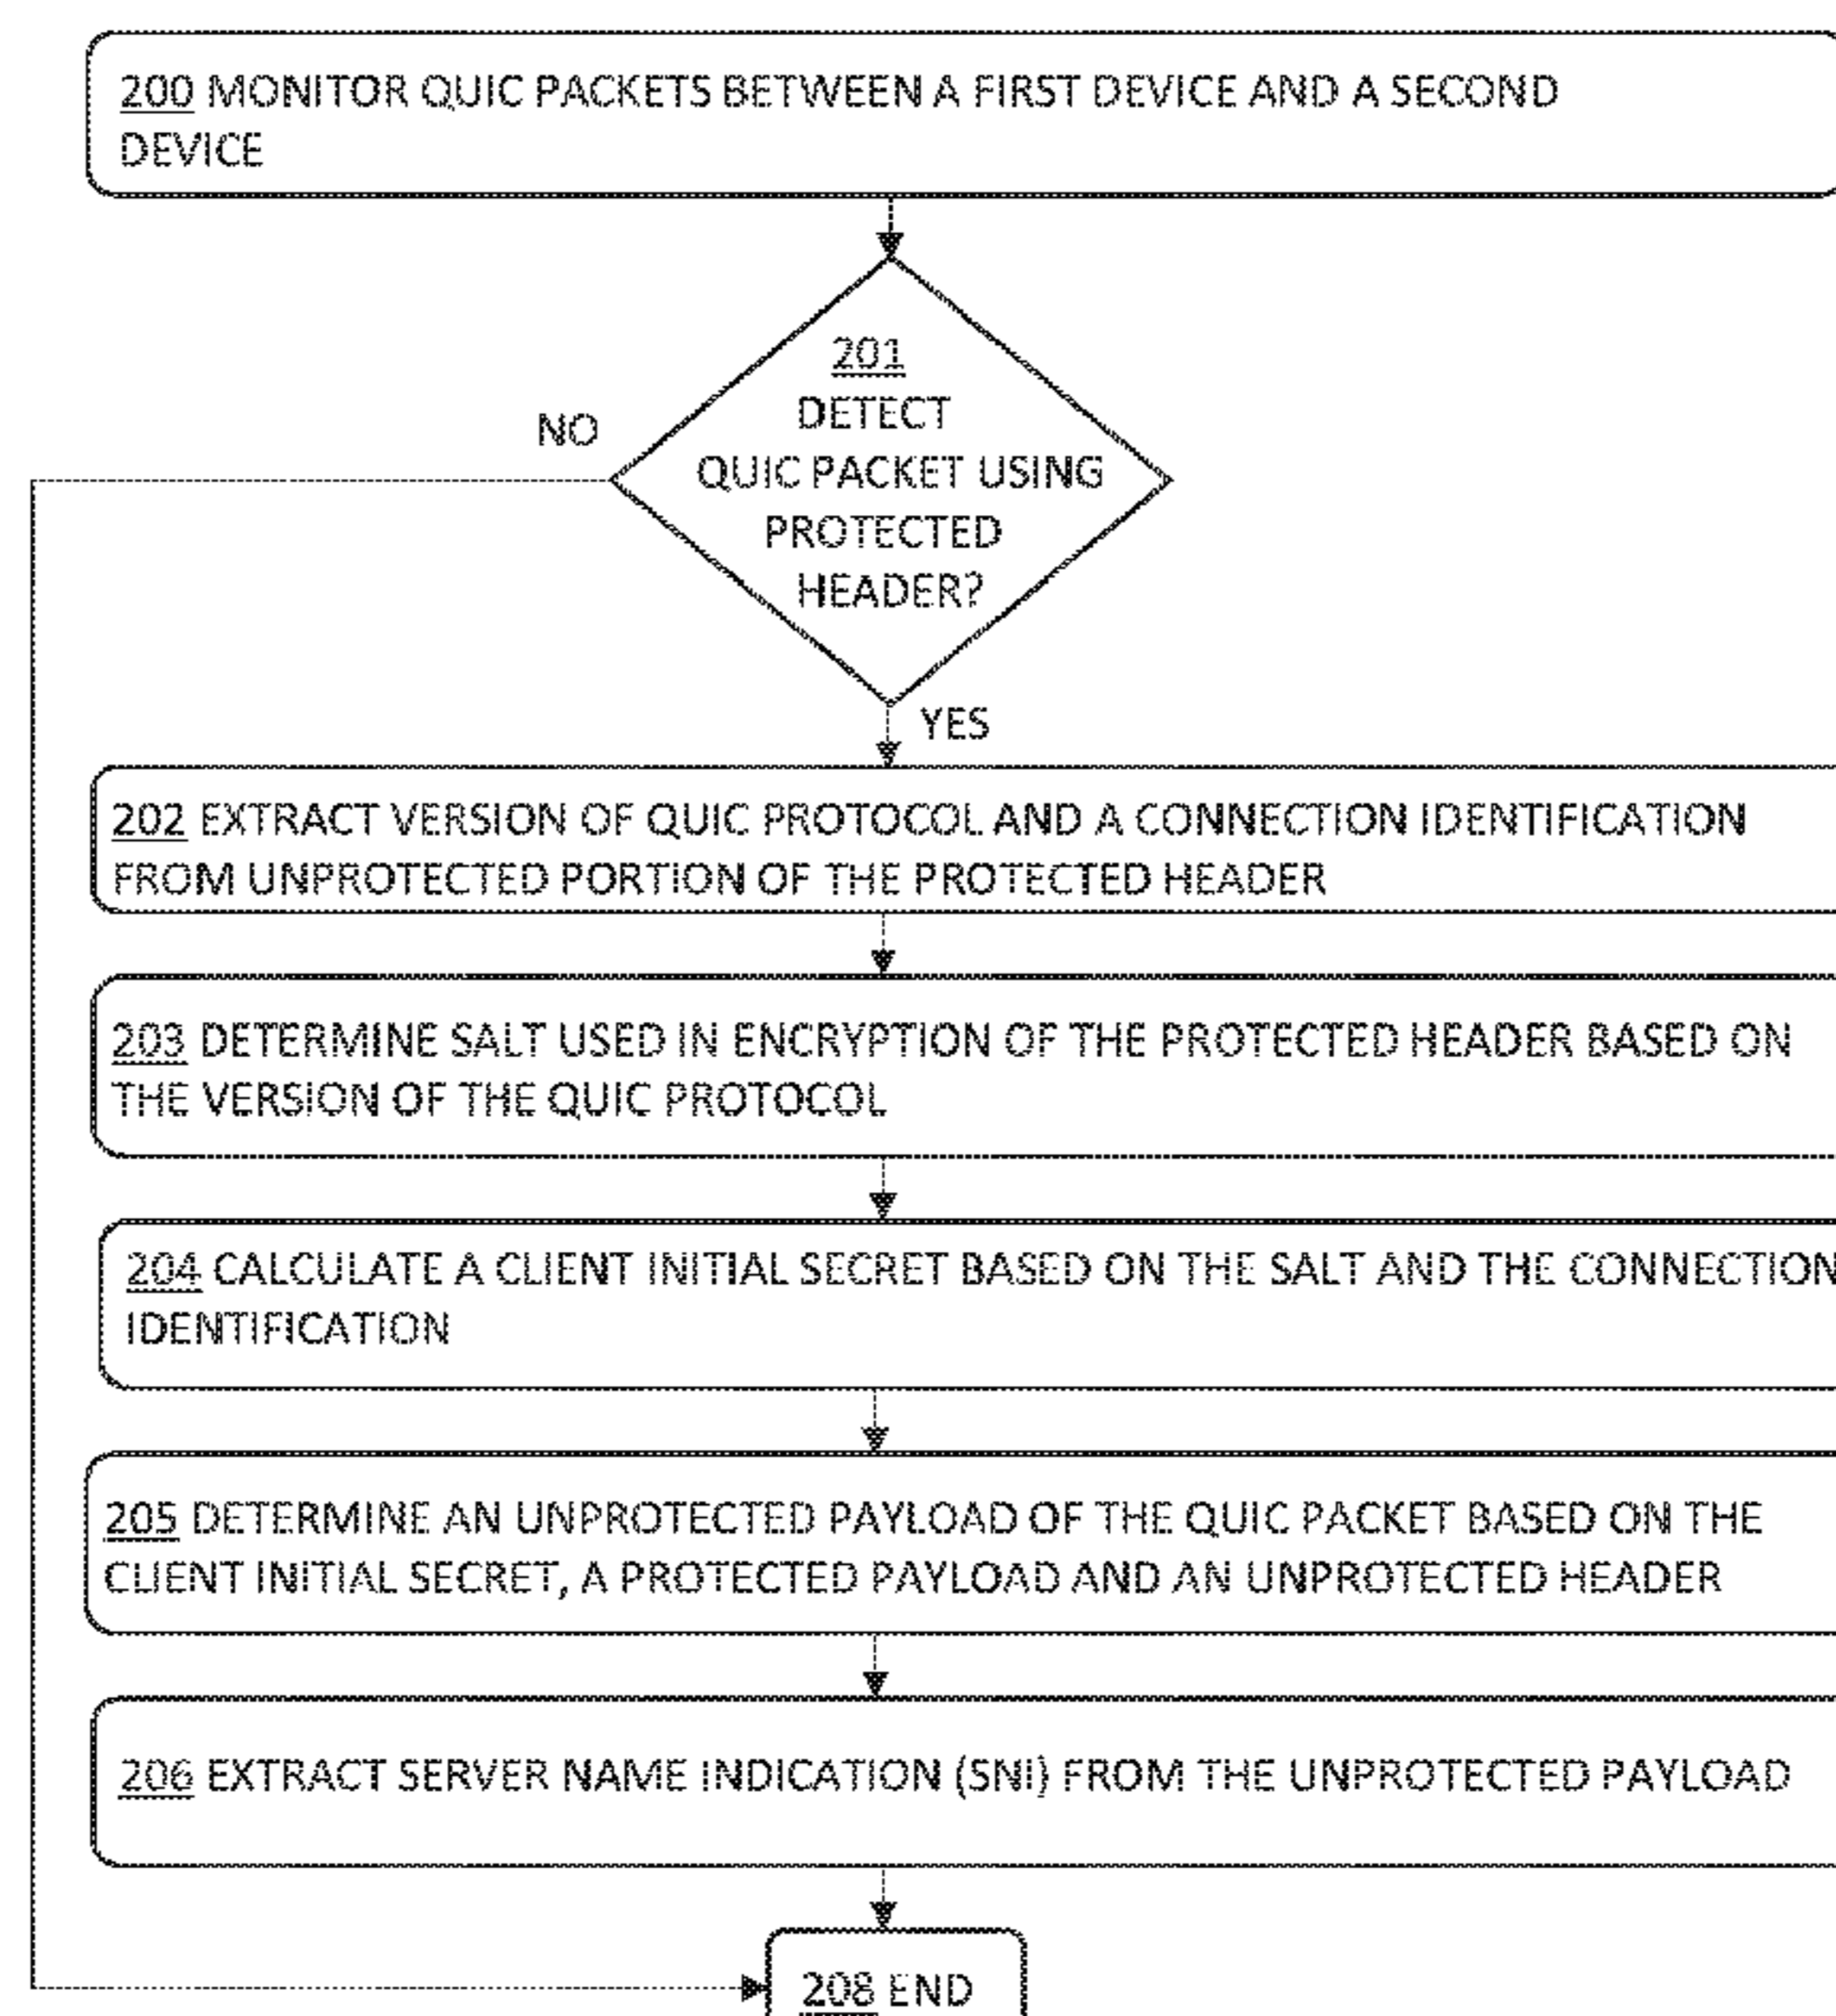 200 MONITOR QUIC PACKETS BETWEEN A FIRST DEVICE AND A SECOND
DEVICE
201
DETECT
QUIC PACKET USING
PROTECTED
HEADER?
NO
YES
202 EXTRACT VERSION OF QUIC PROTOCOL AND A CONNECTION IDENTIFICATION
FROM UNPROTECTED PORTION OF THE PROTECTED HEADER
203 DETERMINE SALT USED IN ENCRYPTION OF THE PROTECTED HEADER BASED ON
THE VERSION OF THE QUIC PROTOCOL
204 CALCULATE A CLIENT INITIAL SECRET BASED ON THE SALT AND THE CONNECTION
IDENTIFICATION
205 DETERMINE AN UNPROTECTED PAYLOAD OF THE QUIC PACKET BASED ON THE
CLIENT INITIAL SECRET, A PROTECTED PAYLOAD AND AN UNPROTECTED HEADER
206 EXTRACT SERVER NAME INDICATION (SNI) FROM THE UNPROTECTED PAYLOAD
208 END